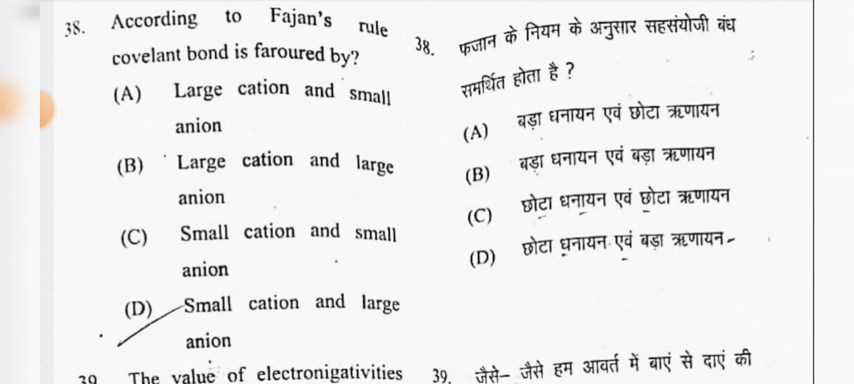 38. According to Fajan's rule
covelant bond is faroured by?
(A) Large cation and small
anion
(B) Large cation and large
anion
(C) Small cation and small
anion
(D) Small cation and large
anion
39. The value of electronigativities
38. फजान के नियम के अनुसार सहसंयोजी बंध
समर्थित होता है ?
(A) बड़ा धनायन एवं छोटा ऋणायन
(B) बड़ा धनायन एवं बड़ा ऋणायन
(C) छोटा धनायन एवं छोटा ऋणायन
(D) छोटा धनायन एवं बड़ा ऋणायन
39. जैसे– जैसे हम आवर्त में बाएं से दाएं की